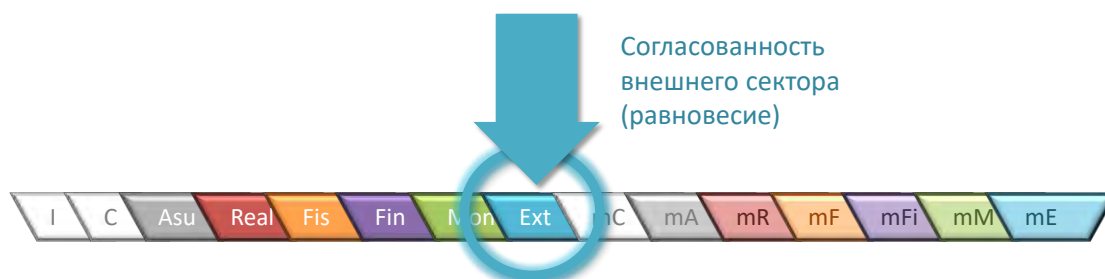 Согласованность
внешнего сектора
(равновесие)
I C Asu Real Fis Fin Mon Ext mC mA mR mF mFi mM mE